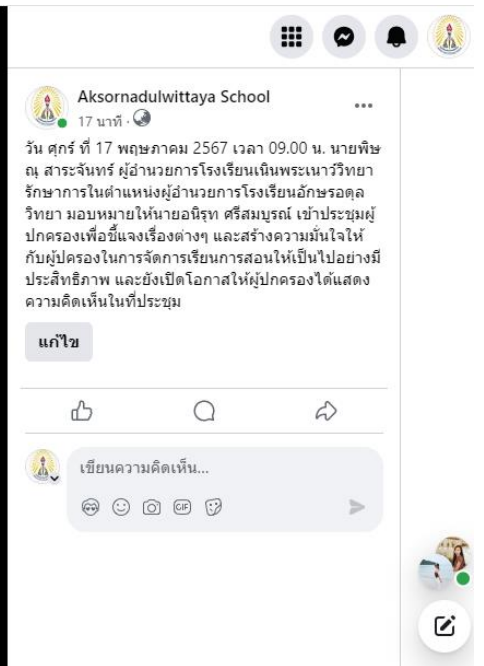 Aksornadulwittaya School
17 นาที ·
วัน ศุกร์ ที่ 17 พฤษภาคม 2567 เวลา 09.00 น. นายพิษ
ณุ สาระจันทร์ ผู้อำนวยการโรงเรียนเนินพระเนาว์วิทยา
รักษาการในตำแหน่งผู้อำนวยการโรงเรียนอักษรอดุล
วิทยา มอบหมายให้นายอนิรุท ศรีสมบูรณ์ เข้าประชุมผู้
ปกครองเพื่อชี้แจงเรื่องต่างๆ และสร้างความมั่นใจให้
กับผู้ปกครองในการจัดการเรียนการสอนให้เป็นไปอย่างมี
ประสิทธิภาพ และยังเปิดโอกาสให้ผู้ปกครองได้แสดง
ความคิดเห็นในที่ประชุม
แก้ไข
เขียนความคิดเห็น...
GIF